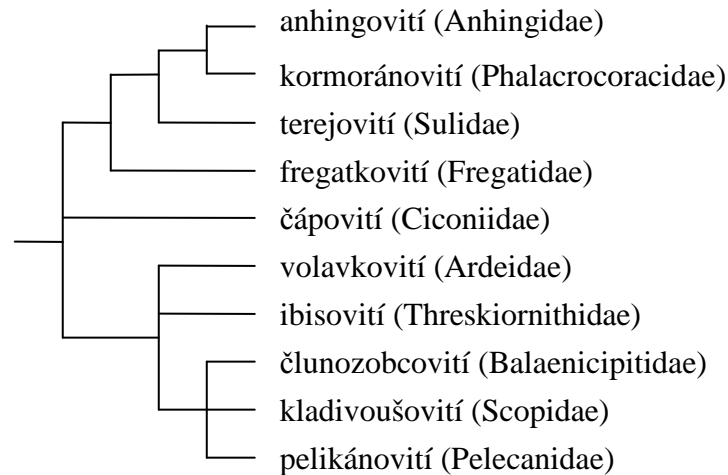 anhingovití (Anhingidae)
kormoránovití (Phalacrocoracidae)
terejovití (Sulidae)
fregatkovití (Fregatidae)
čápovití (Ciconiidae)
volavkovití (Ardeidae)
ibisovití (Threskiornithidae)
člunozobcovití (Balaenicipitidae)
kladivoušovití (Scopidae)
pelikánovití (Pelecanidae)